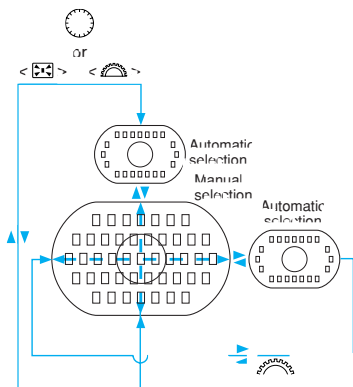 or
< > < >
Automatic
selection
Manual
selection
Automatic
selection